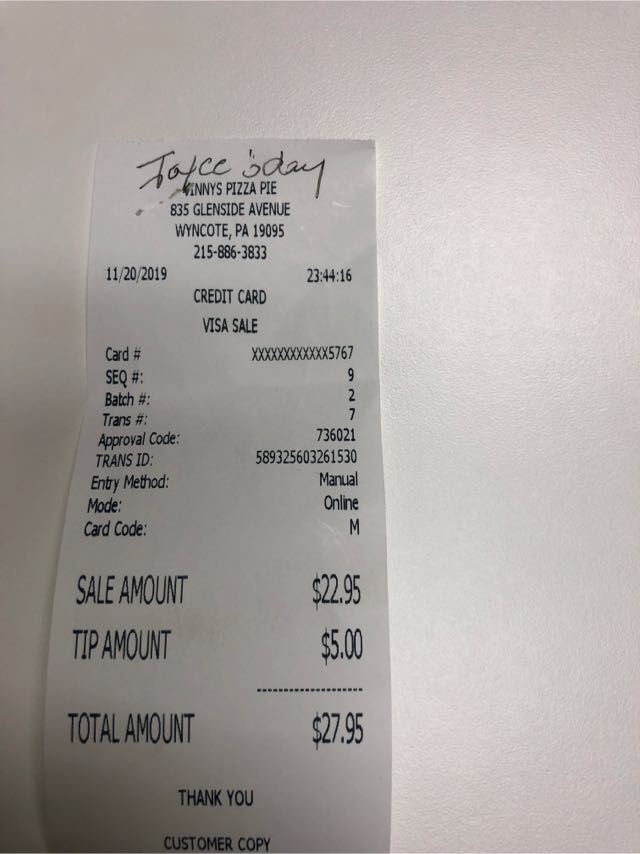 Joyce's day
VINNYS PIZZA PIE
835 GLENSIDE AVENUE
WYNCOTE, PA 19095
215-886-3833
11/20/2019 23:44:16
CREDIT CARD
VISA SALE
Card # XXXXXXXXXXXX5767
SEQ #: 9
Batch #: 2
Trans #: 7
Approval Code: 736021
TRANS ID: 589325603261530
Entry Method: Manual
Mode: Online
Card Code: M
SALE AMOUNT $22.95
TIP AMOUNT $5.00
--------------------
TOTAL AMOUNT $27.95
THANK YOU
CUSTOMER COPY